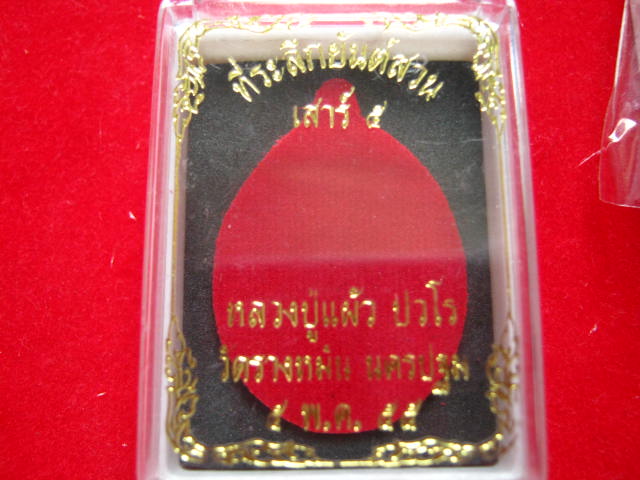 ที่ระลึกยันต์สวน
เสาร์ ๕
หลวงปู่แผ้ว ปวโร
วัดรางหมัน นครปฐม
๕ พ.ค. ๕๕